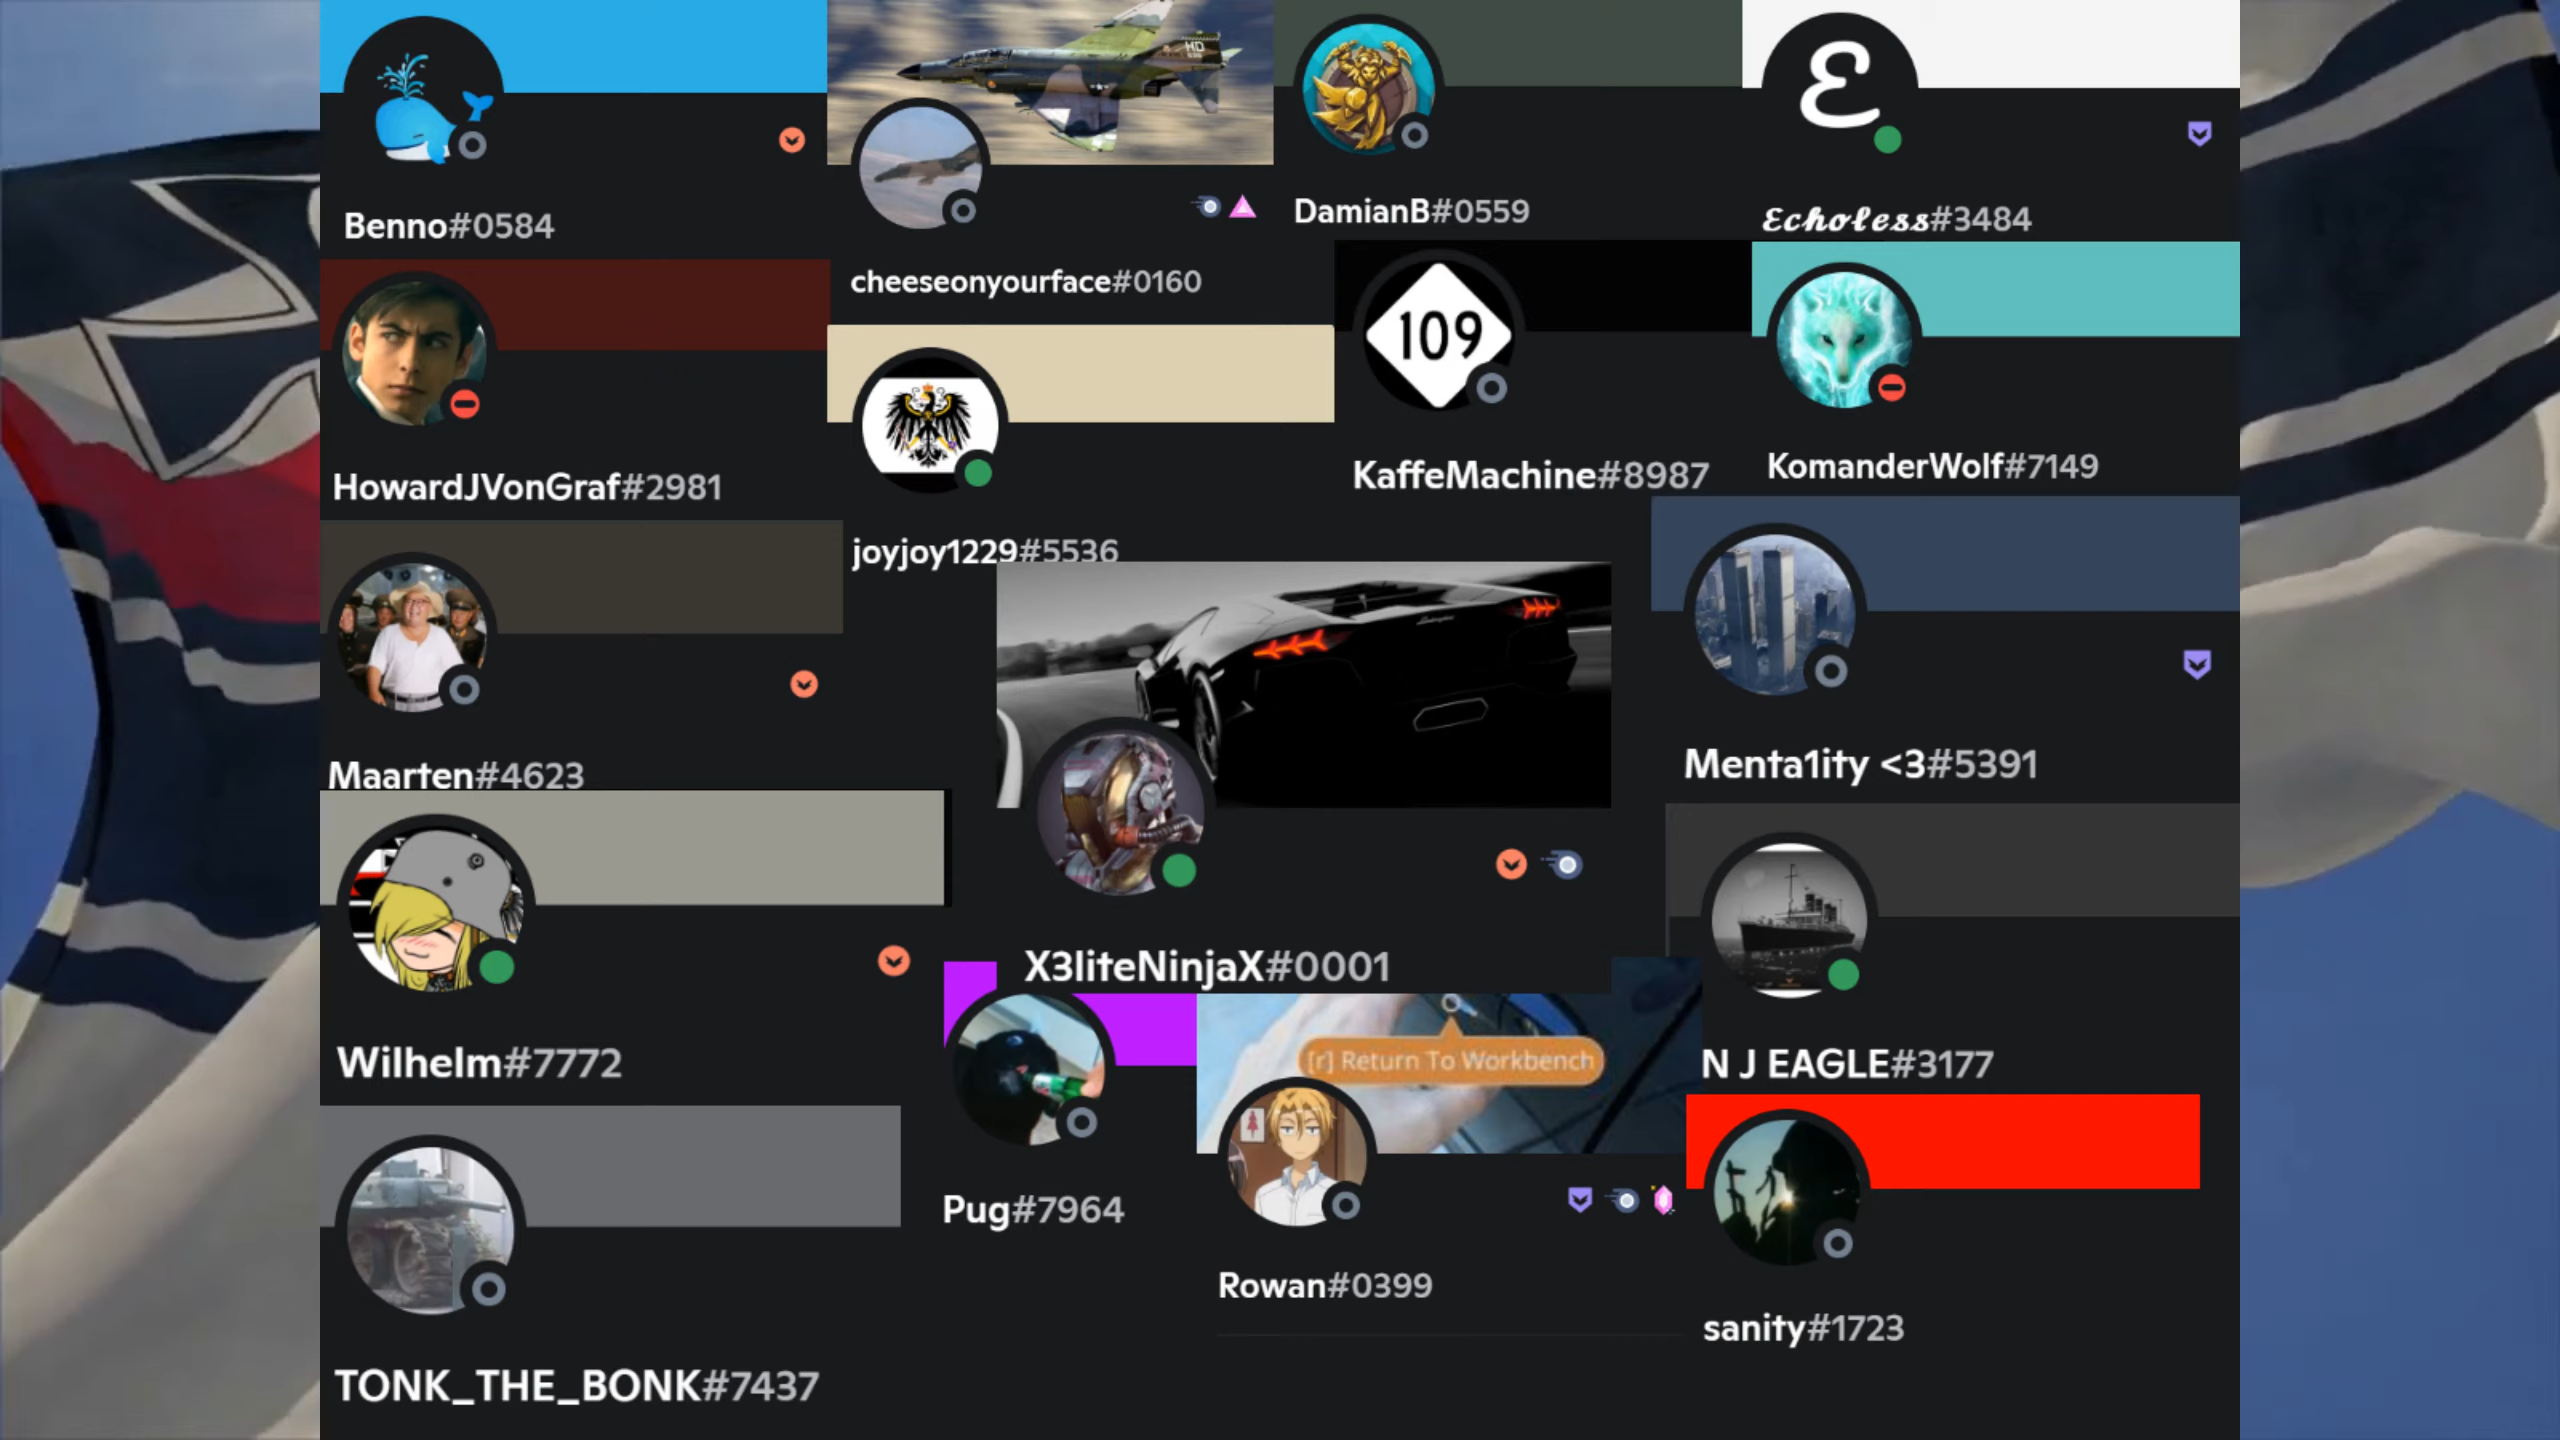 Benno#0584
HD
cheeseonyourface#0160
DamianB#0559
Ɛ
𝓔𝓬𝓱𝓸𝓵𝓮𝓼𝓼#3484
HowardJVonGraf#2981
joyjoy1229#5536
109
KaffeMachine#8987
KomanderWolf#7149
Maarten#4623
X3liteNinjaX#0001
Menta1ity <3#5391
Wilhelm#7772
Pug#7964
[r] Return To Workbench
Rowan#0399
N J EAGLE#3177
sanity#1723
TONK_THE_BONK#7437